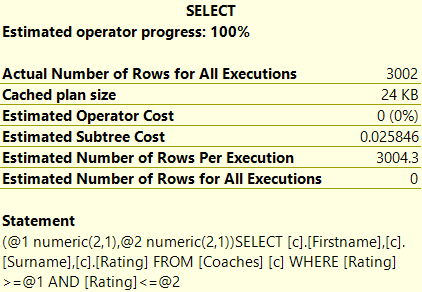 SELECT
Estimated operator progress: 100%
Actual Number of Rows for All Executions 3002
Cached plan size 24 KB
Estimated Operator Cost 0 (0%)
Estimated Subtree Cost 0.025846
Estimated Number of Rows Per Execution 3004.3
Estimated Number of Rows for All Executions 0
Statement
(@1 numeric(2,1),@2 numeric(2,1))SELECT [c].[Firstname],[c].
[Surname],[c].[Rating] FROM [Coaches] [c] WHERE [Rating]
>=@1 AND [Rating]<=@2